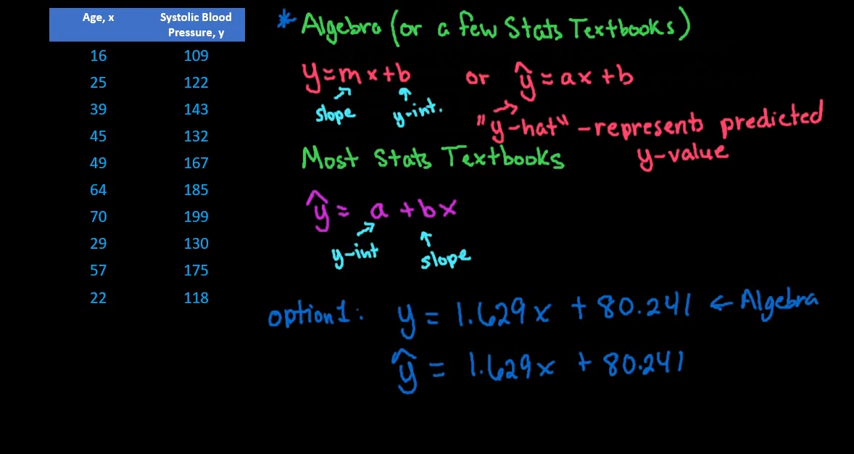 Age, x Systolic Blood
Pressure, y
16 109
25 122
39 143
45 132
49 167
64 185
70 199
29 130
57 175
22 118
* Algebra (or a few Stats Textbooks)
y = mx + b or ŷ = ax + b
slope y-int.
"y-hat" - represents predicted
y-value
Most Stats Textbooks
ŷ = a + bx
y-int slope
option 1: y = 1.629x + 80.241 ← Algebra
ŷ = 1.629x + 80.241